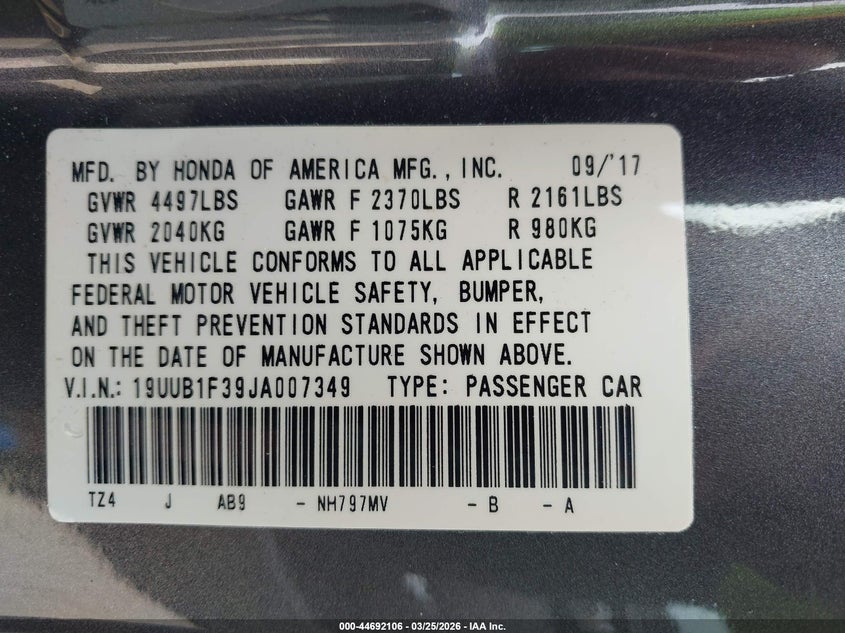 MFD. BY HONDA OF AMERICA MFG., INC. 09/'17
GVWR 4497LBS GAWR F 2370LBS R 2161LBS
GVWR 2040KG GAWR F 1075KG R 980KG
THIS VEHICLE CONFORMS TO ALL APPLICABLE
FEDERAL MOTOR VEHICLE SAFETY, BUMPER,
AND THEFT PREVENTION STANDARDS IN EFFECT
ON THE DATE OF MANUFACTURE SHOWN ABOVE.
V.I.N.: 19UUB1F39JA007349 TYPE: PASSENGER CAR
TZ4 J AB9 - NH797MV - B - A
000-44692106 - 03/25/2026 - IAA Inc.